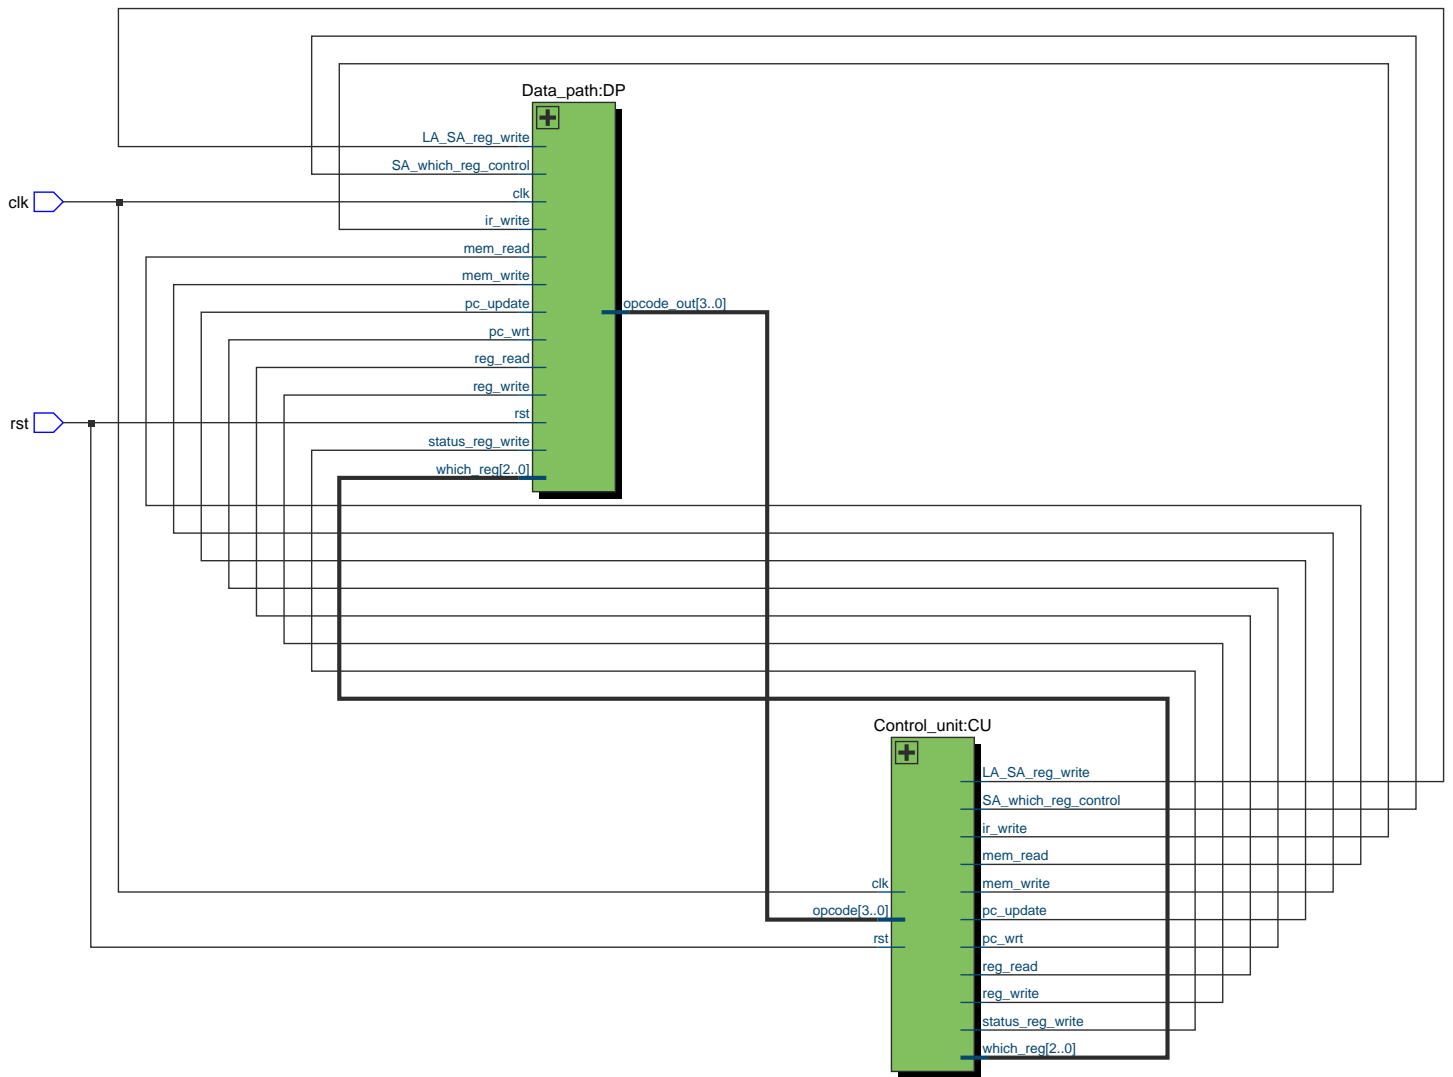 Data_path:DP
LA_SA_reg_write
SA_which_reg_control
clk
clk
ir_write
mem_read
mem_write
pc_update
opcode_out[3..0]
pc_wrt
reg_read
reg_write
rst
rst
status_reg_write
which_reg[2..0]
Control_unit:CU
LA_SA_reg_write
SA_which_reg_control
ir_write
mem_read
clk
mem_write
opcode[3..0]
pc_update
rst
pc_wrt
reg_read
reg_write
status_reg_write
which_reg[2..0]